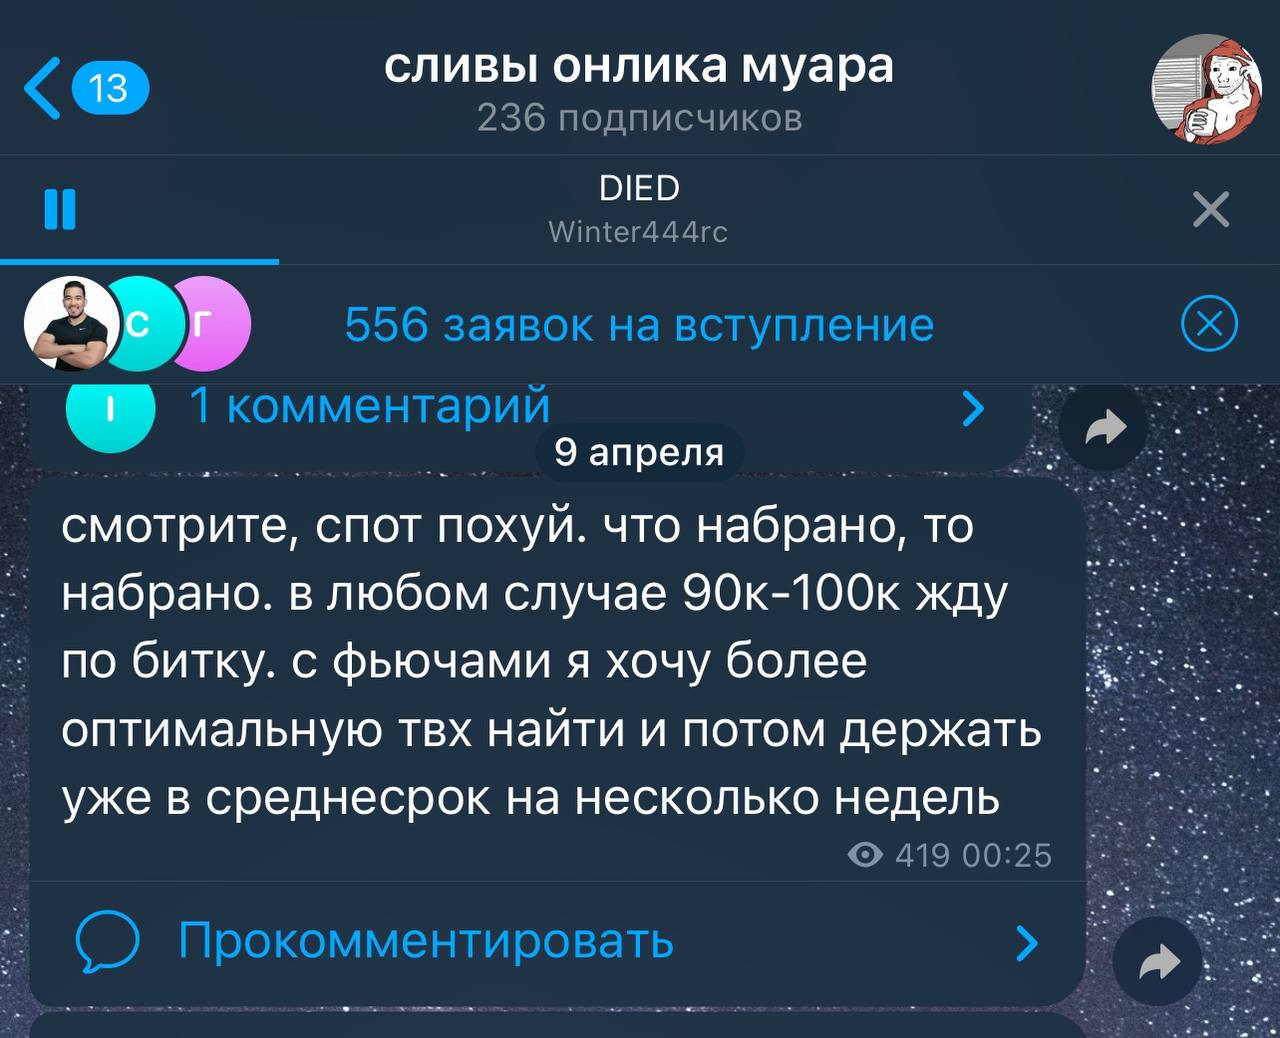 13
сливы онлика муара
236 подписчиков
DIED
Winter444rc
С
Г
556 заявок на вступление
I
1 комментарий
9 апреля
смотрите, спот похуй. что набрано, то
набрано. в любом случае 90к-100к жду
по битку. с фьючами я хочу более
оптимальную твх найти и потом держать
уже в среднесрок на несколько недель
419 00:25
Прокомментировать